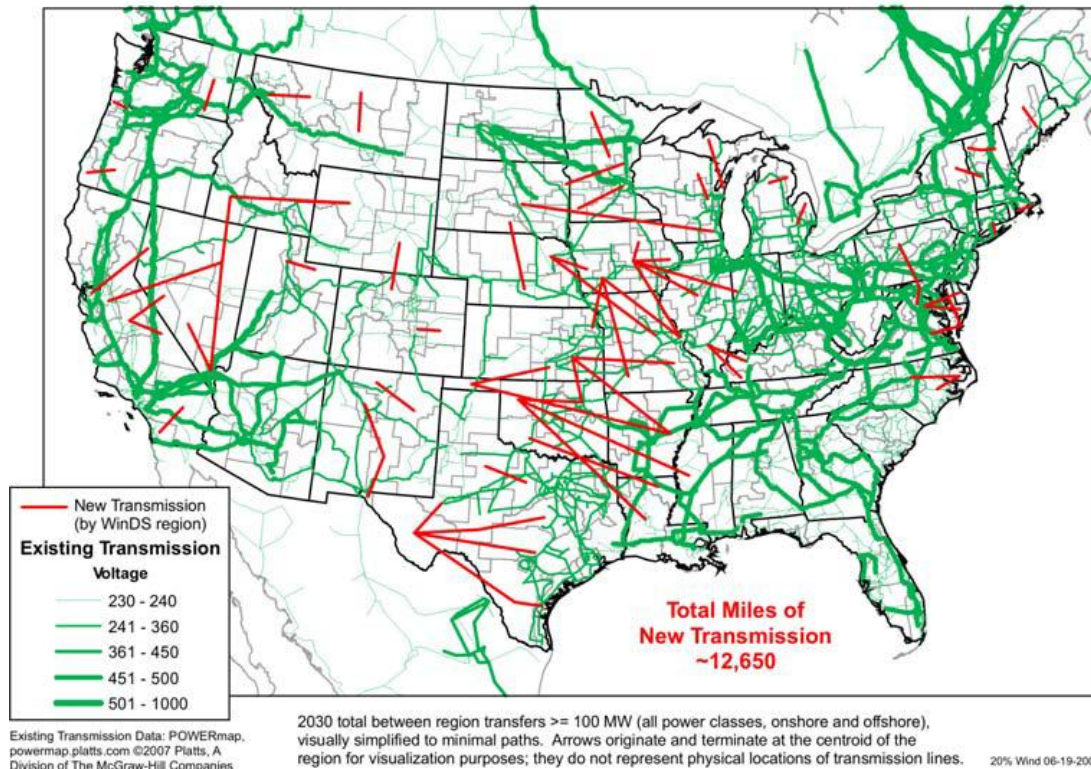 New Transmission
(by WinDS region)
Existing Transmission
Voltage
230 - 240
241 - 360
361 - 450
451 - 500
501 - 1000
Total Miles of
New Transmission
~12,650
Existing Transmission Data: POWERmap,
powermap.platts.com ©2007 Platts, A
Division of The McGraw-Hill Companies
2030 total between region transfers >= 100 MW (all power classes, onshore and offshore),
visually simplified to minimal paths. Arrows originate and terminate at the centroid of the
region for visualization purposes; they do not represent physical locations of transmission lines.
20% Wind 06-19-20